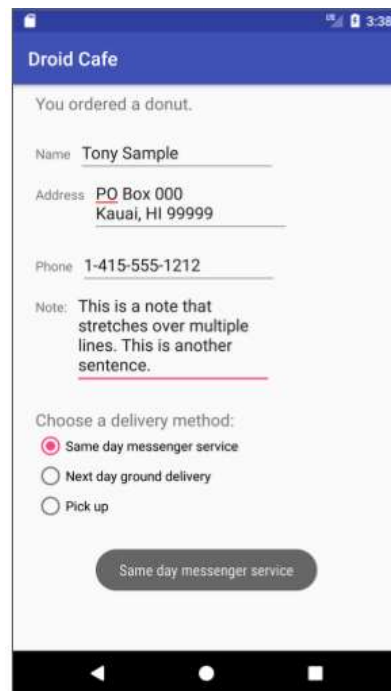 3:38
Droid Cafe
You ordered a donut.
Name Tony Sample
Address PO Box 000
Kauai, HI 99999
Phone 1-415-555-1212
Note: This is a note that
stretches over multiple
lines. This is another
sentence.
Choose a delivery method:
Same day messenger service
Next day ground delivery
Pick up
Same day messenger service